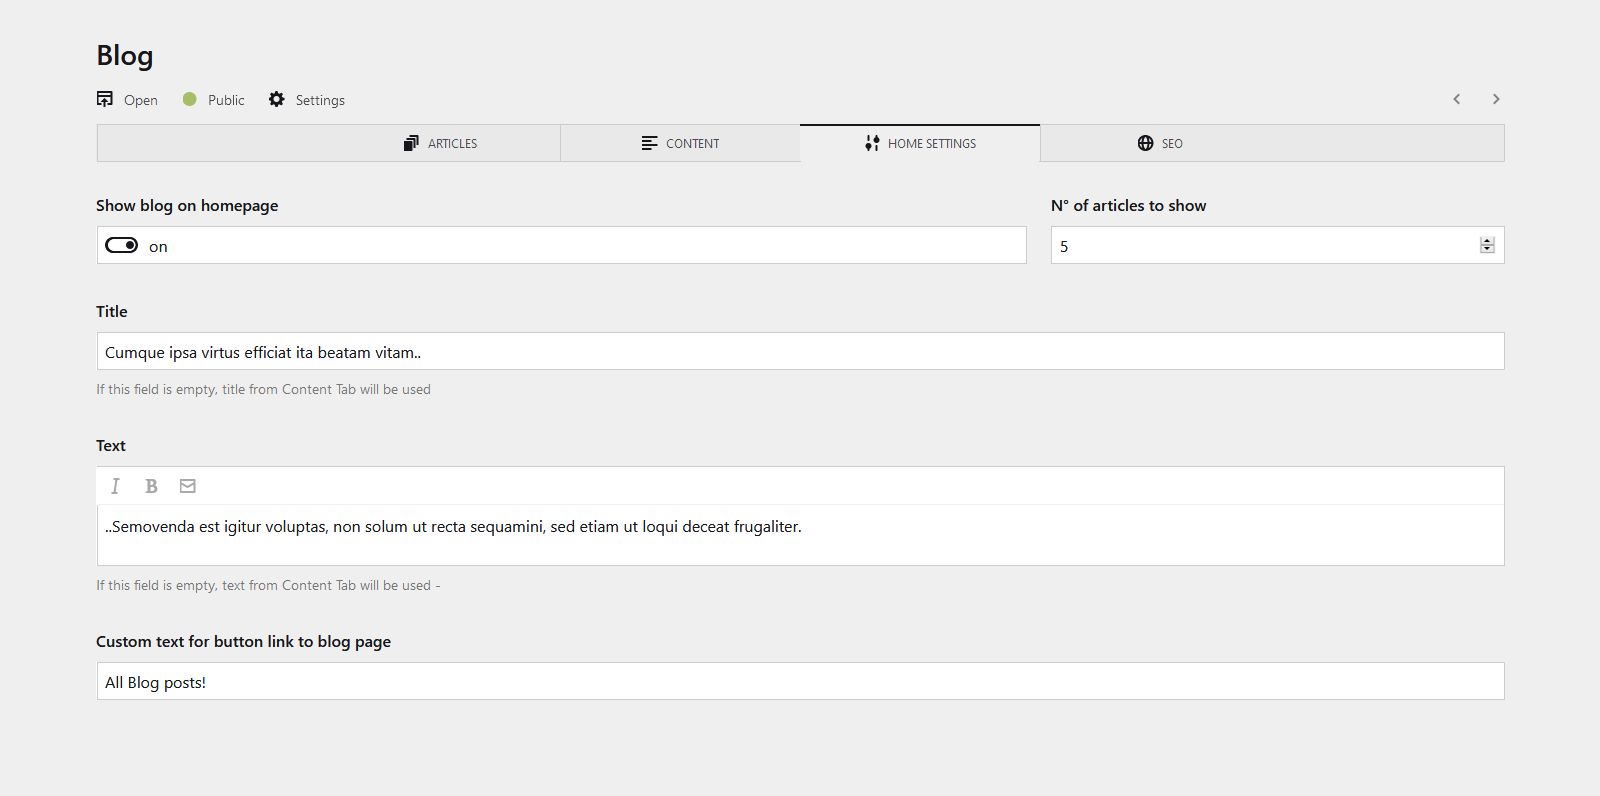 Blog
Open Public Settings
ARTICLES CONTENT HOME SETTINGS SEO
Show blog on homepage N° of articles to show
on 5
Title
Cumque ipsa virtus efficiat ita beatam vitam..
If this field is empty, title from Content Tab will be used
Text
I B
..Semovenda est igitur voluptas, non solum ut recta sequamini, sed etiam ut loqui deceat frugaliter.
If this field is empty, text from Content Tab will be used -
Custom text for button link to blog page
All Blog posts!